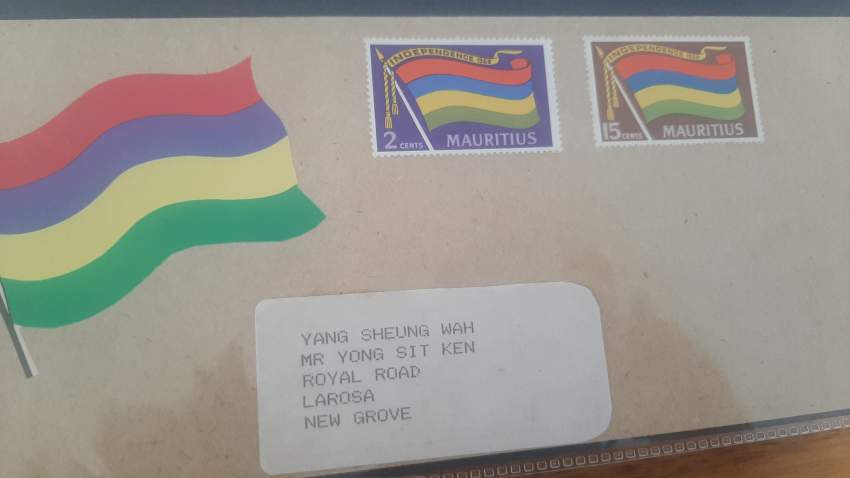 INDEPENDENCE 1968
2 CENTS MAURITIUS
INDEPENDENCE 1968
15 CENTS MAURITIUS
YANG SHEUNG WAH
MR YONG SIT KEN
ROYAL ROAD
LAROSA
NEW GROVE